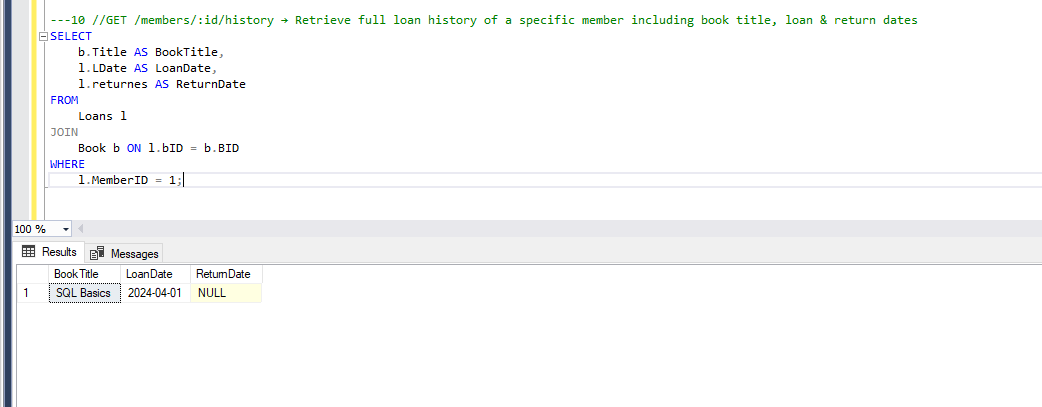 ---10 //GET /members/:id/history → Retrieve full loan history of a specific member including book title, loan & return dates
SELECT
b.Title AS BookTitle,
l.LDate AS LoanDate,
l.returnes AS ReturnDate
FROM
Loans l
JOIN
Book b ON l.bID = b.BID
WHERE
l.MemberID = 1;
100 %
Results Messages
BookTitle LoanDate ReturnDate
1 SQL Basics 2024-04-01 NULL